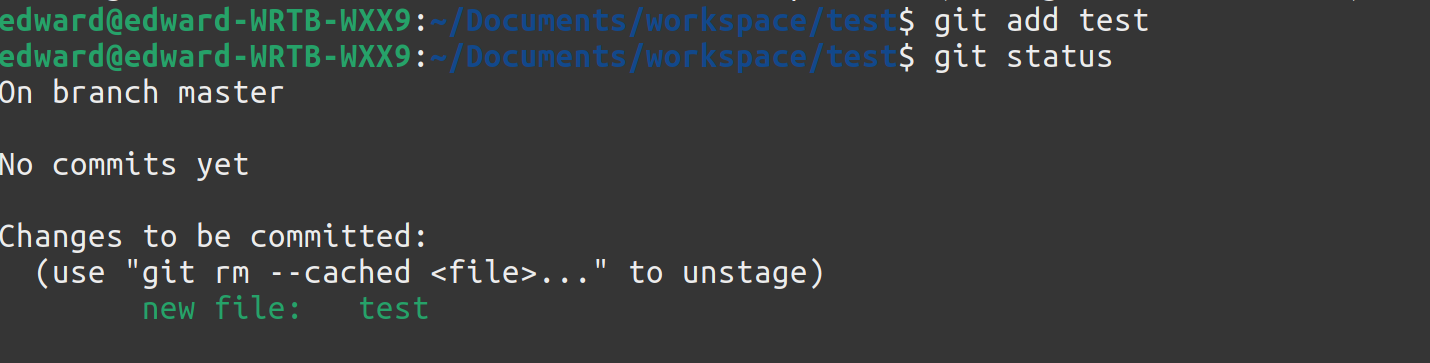 edward@edward-WRTB-WXX9:~/Documents/workspace/test$ git add test
edward@edward-WRTB-WXX9:~/Documents/workspace/test$ git status
On branch master
No commits yet
Changes to be committed:
  (use "git rm --cached <file>..." to unstage)
        new file:   test